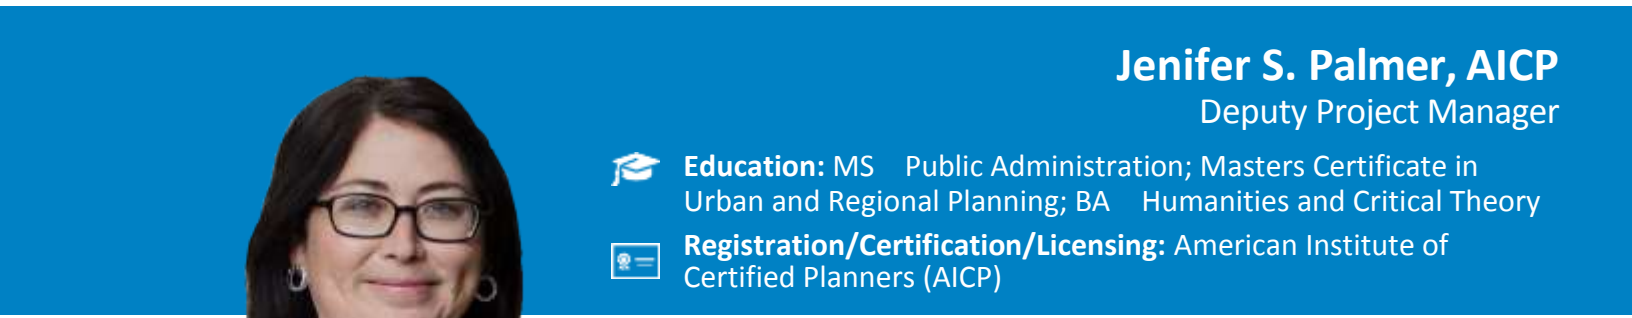 Jenifer S. Palmer, AICP
Deputy Project Manager
Education: MS Public Administration; Masters Certificate in
Urban and Regional Planning; BA Humanities and Critical Theory
Registration/Certification/Licensing: American Institute of
Certified Planners (AICP)